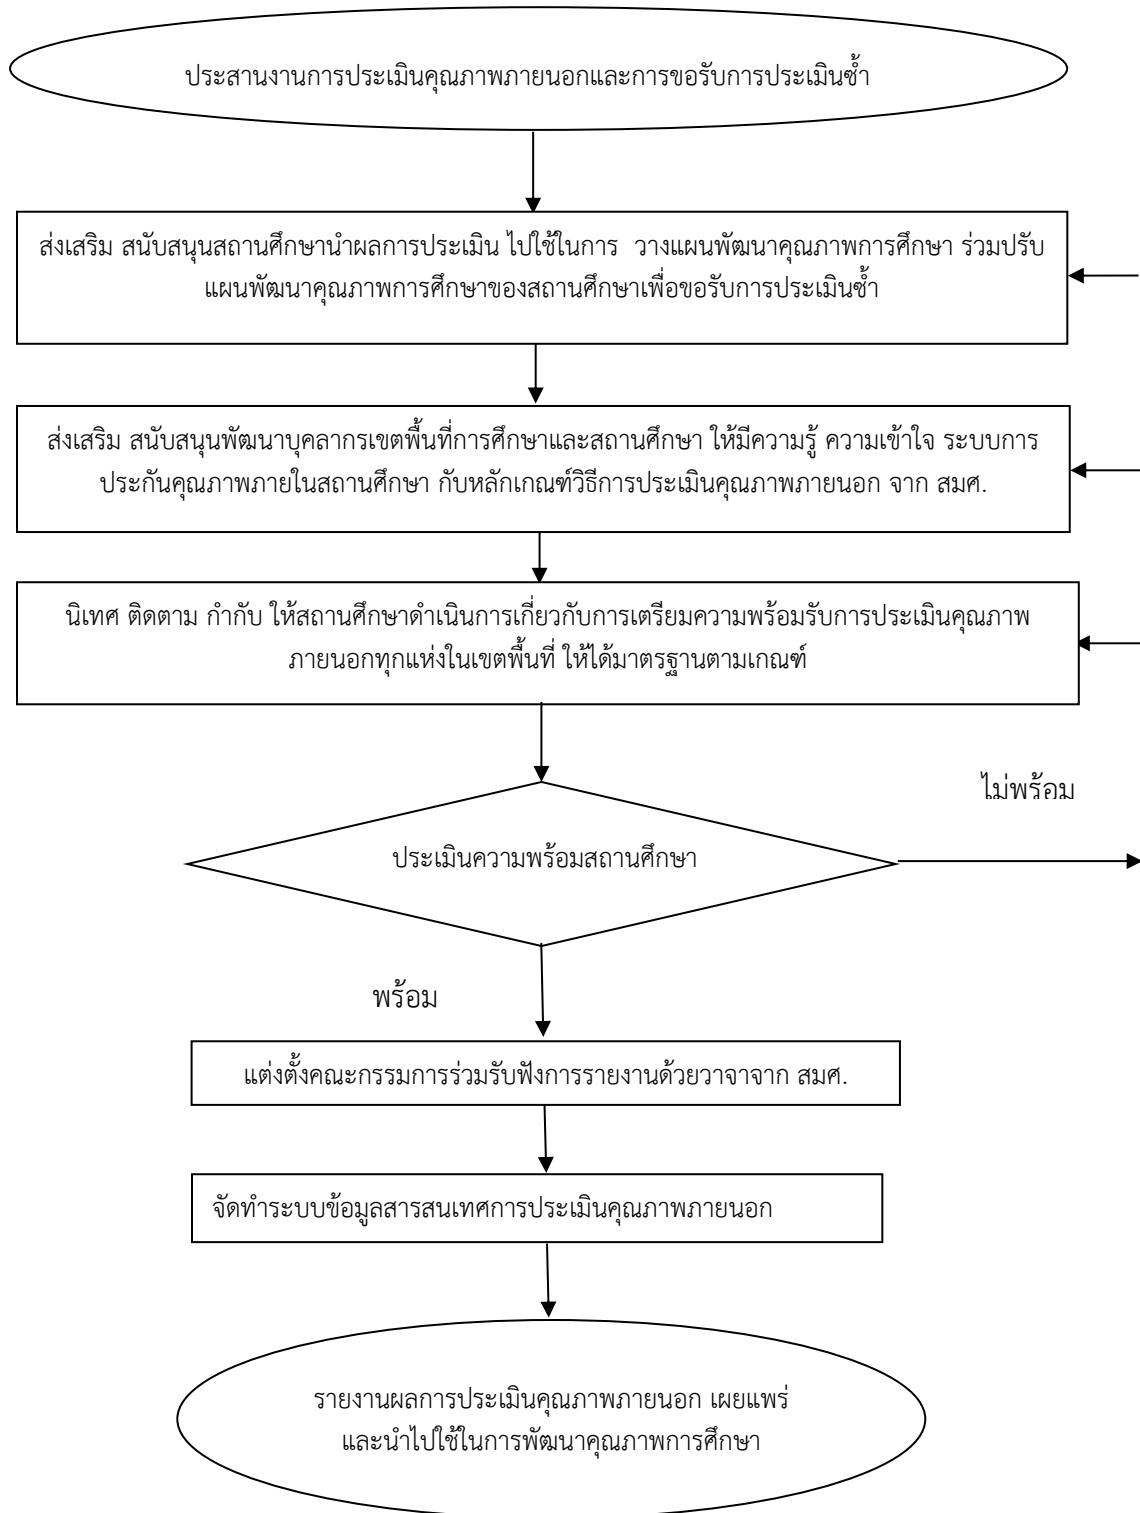 ประสานงานการประเมินคุณภาพภายนอกและการขอรับการประเมินซ้ำ
ส่งเสริม สนับสนุนสถานศึกษานำผลการประเมิน ไปใช้ในการ วางแผนพัฒนาคุณภาพการศึกษา ร่วมปรับ
แผนพัฒนาคุณภาพการศึกษาของสถานศึกษาเพื่อขอรับการประเมินซ้ำ
ส่งเสริม สนับสนุนพัฒนาบุคลากรเขตพื้นที่การศึกษาและสถานศึกษา ให้มีความรู้ ความเข้าใจ ระบบการ
ประกันคุณภาพภายในสถานศึกษา กับหลักเกณฑ์วิธีการประเมินคุณภาพภายนอก จาก สมศ.
นิเทศ ติดตาม กำกับ ให้สถานศึกษาดำเนินการเกี่ยวกับการเตรียมความพร้อมรับการประเมินคุณภาพ
ภายนอกทุกแห่งในเขตพื้นที่ ให้ได้มาตรฐานตามเกณฑ์
ไม่พร้อม
ประเมินความพร้อมสถานศึกษา
พร้อม
แต่งตั้งคณะกรรมการร่วมรับฟังการรายงานด้วยวาจาจาก สมศ.
จัดทำระบบข้อมูลสารสนเทศการประเมินคุณภาพภายนอก
รายงานผลการประเมินคุณภาพภายนอก เผยแพร่
และนำไปใช้ในการพัฒนาคุณภาพการศึกษา